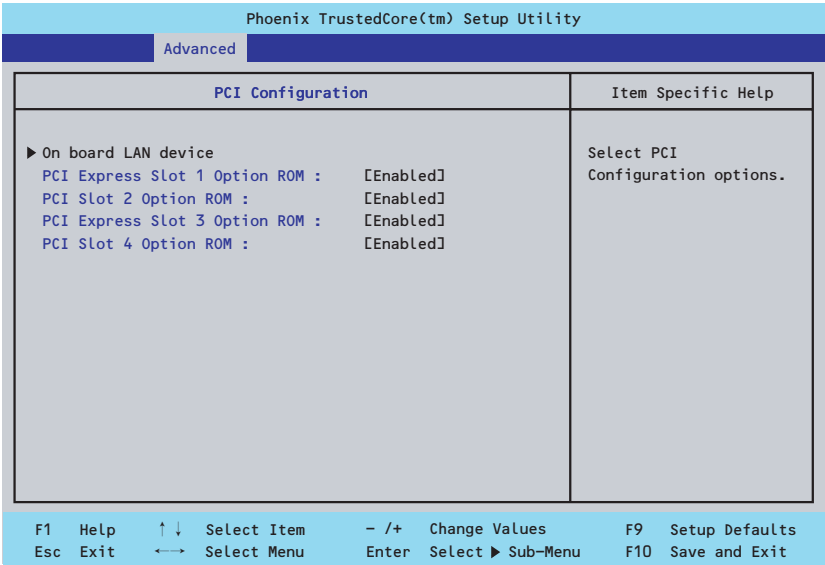 Phoenix TrustedCore(tm) Setup Utility
Advanced
PCI Configuration
Item Specific Help
▶ On board LAN device
PCI Express Slot 1 Option ROM : [Enabled]
PCI Slot 2 Option ROM : [Enabled]
PCI Express Slot 3 Option ROM : [Enabled]
PCI Slot 4 Option ROM : [Enabled]
Select PCI
Configuration options.
F1 Help ↑↓ Select Item - /+ Change Values F9 Setup Defaults
Esc Exit ←→ Select Menu Enter Select ▶ Sub-Menu F10 Save and Exit